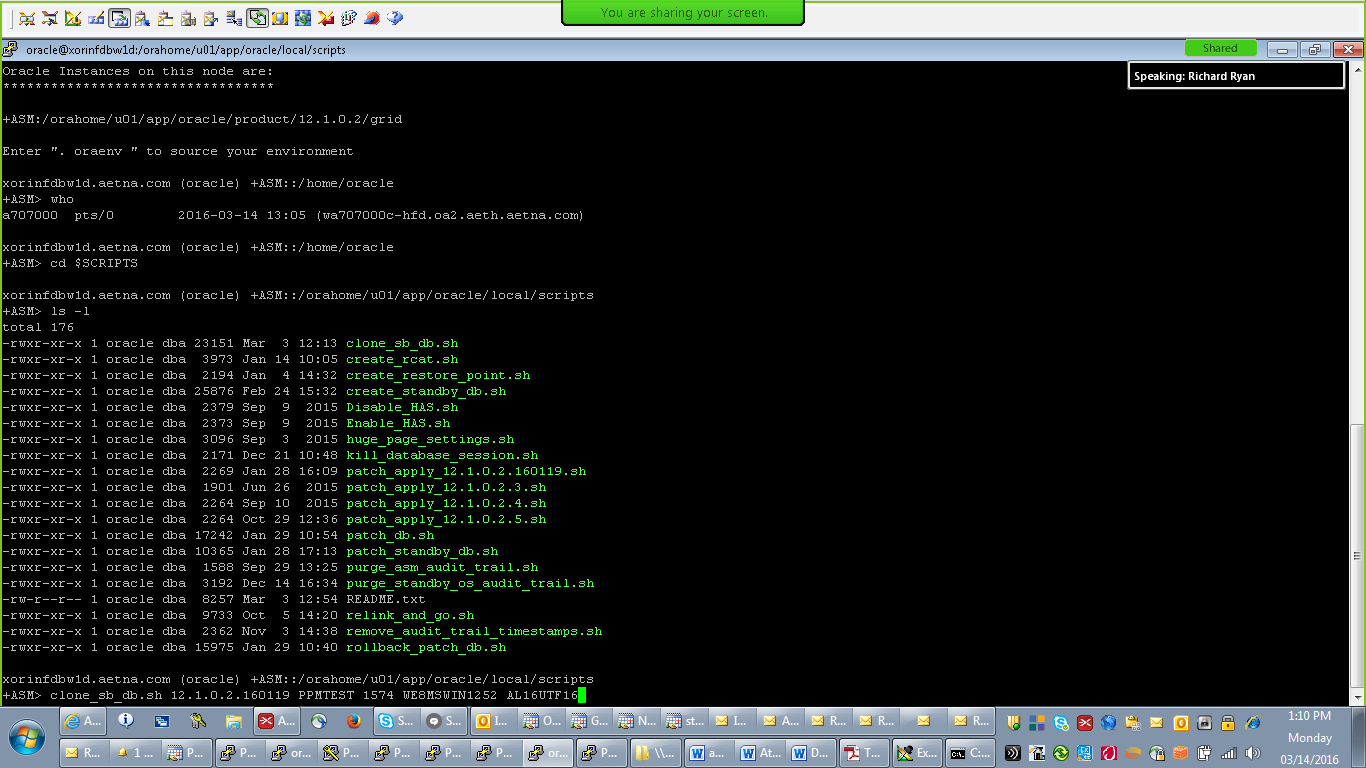 You are sharing your screen.
oracle@xorinfdbw1d:/orahome/u01/app/oracle/local/scripts
Shared
Speaking: Richard Ryan
Oracle Instances on this node are:
**********************************
+ASM:/orahome/u01/app/oracle/product/12.1.0.2/grid
Enter ". oraenv " to source your environment
xorinfdbw1d.aetna.com (oracle) +ASM::/home/oracle
+ASM> who
a707000  pts/0        2016-03-14 13:05 (wa707000c-hfd.oa2.aeth.aetna.com)
xorinfdbw1d.aetna.com (oracle) +ASM::/home/oracle
+ASM> cd $SCRIPTS
xorinfdbw1d.aetna.com (oracle) +ASM::/orahome/u01/app/oracle/local/scripts
+ASM> ls -l
total 176
-rwxr-xr-x 1 oracle dba 23151 Mar  3 12:13 clone_sb_db.sh
-rwxr-xr-x 1 oracle dba  3973 Jan 14 10:05 create_rcat.sh
-rwxr-xr-x 1 oracle dba  2194 Jan  4 14:32 create_restore_point.sh
-rwxr-xr-x 1 oracle dba 25876 Feb 24 15:32 create_standby_db.sh
-rwxr-xr-x 1 oracle dba  2379 Sep  9  2015 Disable_HAS.sh
-rwxr-xr-x 1 oracle dba  2373 Sep  9  2015 Enable_HAS.sh
-rwxr-xr-x 1 oracle dba  3096 Sep  3  2015 huge_page_settings.sh
-rwxr-xr-x 1 oracle dba  2171 Dec 21 10:48 kill_database_session.sh
-rwxr-xr-x 1 oracle dba  2269 Jan 28 16:09 patch_apply_12.1.0.2.160119.sh
-rwxr-xr-x 1 oracle dba  1901 Jun 26  2015 patch_apply_12.1.0.2.3.sh
-rwxr-xr-x 1 oracle dba  2264 Sep 10  2015 patch_apply_12.1.0.2.4.sh
-rwxr-xr-x 1 oracle dba  2264 Oct 29 12:36 patch_apply_12.1.0.2.5.sh
-rwxr-xr-x 1 oracle dba 17242 Jan 29 10:54 patch_db.sh
-rwxr-xr-x 1 oracle dba 10365 Jan 28 17:13 patch_standby_db.sh
-rwxr-xr-x 1 oracle dba  1588 Sep 29 13:25 purge_asm_audit_trail.sh
-rwxr-xr-x 1 oracle dba  3192 Dec 14 16:34 purge_standby_os_audit_trail.sh
-rw-r--r-- 1 oracle dba  8257 Mar  3 12:54 README.txt
-rwxr-xr-x 1 oracle dba  9733 Oct  5 14:20 relink_and_go.sh
-rwxr-xr-x 1 oracle dba  2362 Nov  3 14:38 remove_audit_trail_timestamps.sh
-rwxr-xr-x 1 oracle dba 15975 Jan 29 10:40 rollback_patch_db.sh
xorinfdbw1d.aetna.com (oracle) +ASM::/orahome/u01/app/oracle/local/scripts
+ASM> clone_sb_db.sh 12.1.0.2.160119 PPMTEST 1574 WE8MSWIN1252 AL16UTF16
A... A... S... S... I... O... G... N... st... I... A... R... R... R...
1:10 PM
Monday
03/14/2016
R... 1 ... P... P... or... P... P... P... P... or... P... \\... a... At... D... T... Ex... C:...